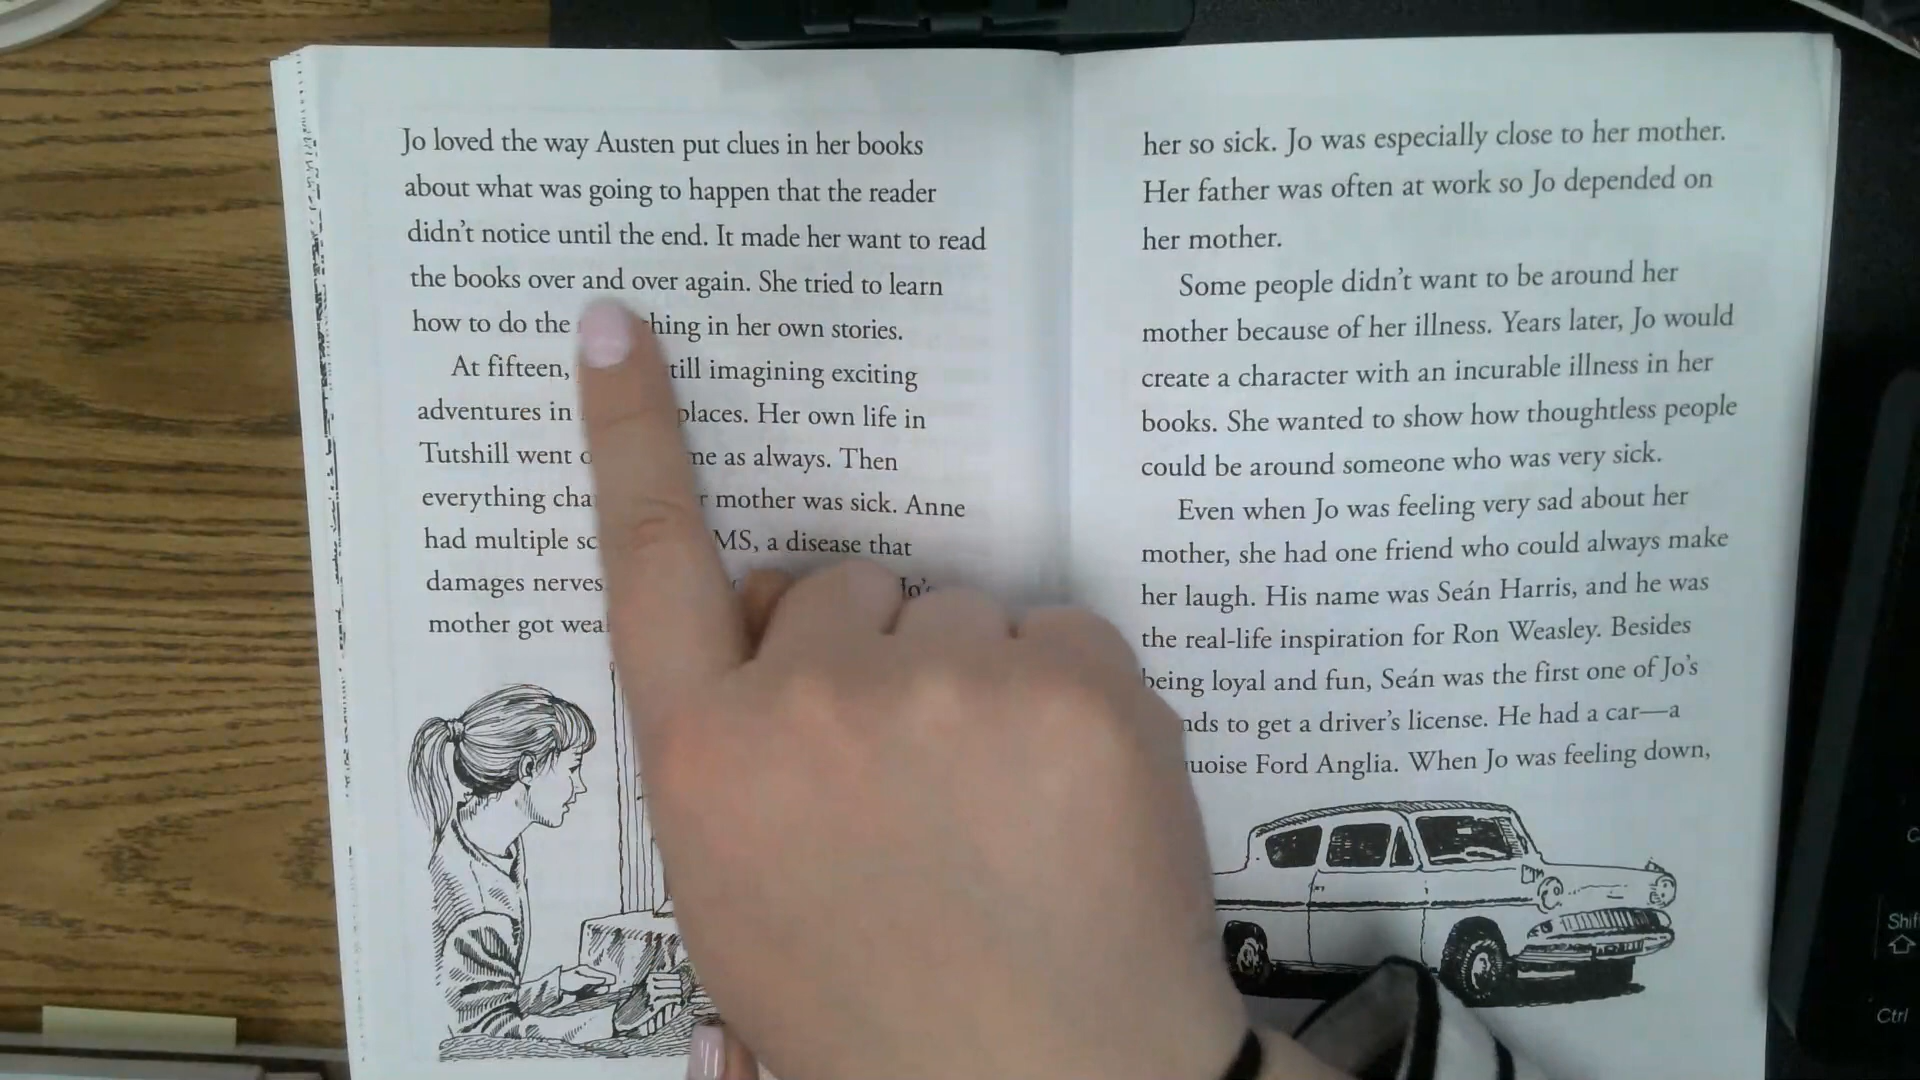 Jo loved the way Austen put clues in her books
about what was going to happen that the reader
didn't notice until the end. It made her want to read
the books over and over again. She tried to learn
how to do the thing in her own stories.
At fifteen, still imagining exciting
adventures in places. Her own life in
Tutshill went as always. Then
everything mother was sick. Anne
had multiple MS, a disease that
damages nerves Jo's
mother got
her so sick. Jo was especially close to her mother.
Her father was often at work so Jo depended on
her mother.
Some people didn't want to be around her
mother because of her illness. Years later, Jo would
create a character with an incurable illness in her
books. She wanted to show how thoughtless people
could be around someone who was very sick.
Even when Jo was feeling very sad about her
mother, she had one friend who could always make
her laugh. His name was Seán Harris, and he was
the real-life inspiration for Ron Weasley. Besides
being loyal and fun, Seán was the first one of Jo's
to get a driver's license. He had a car—a
Ford Anglia. When Jo was feeling down,
Shift
Ctrl